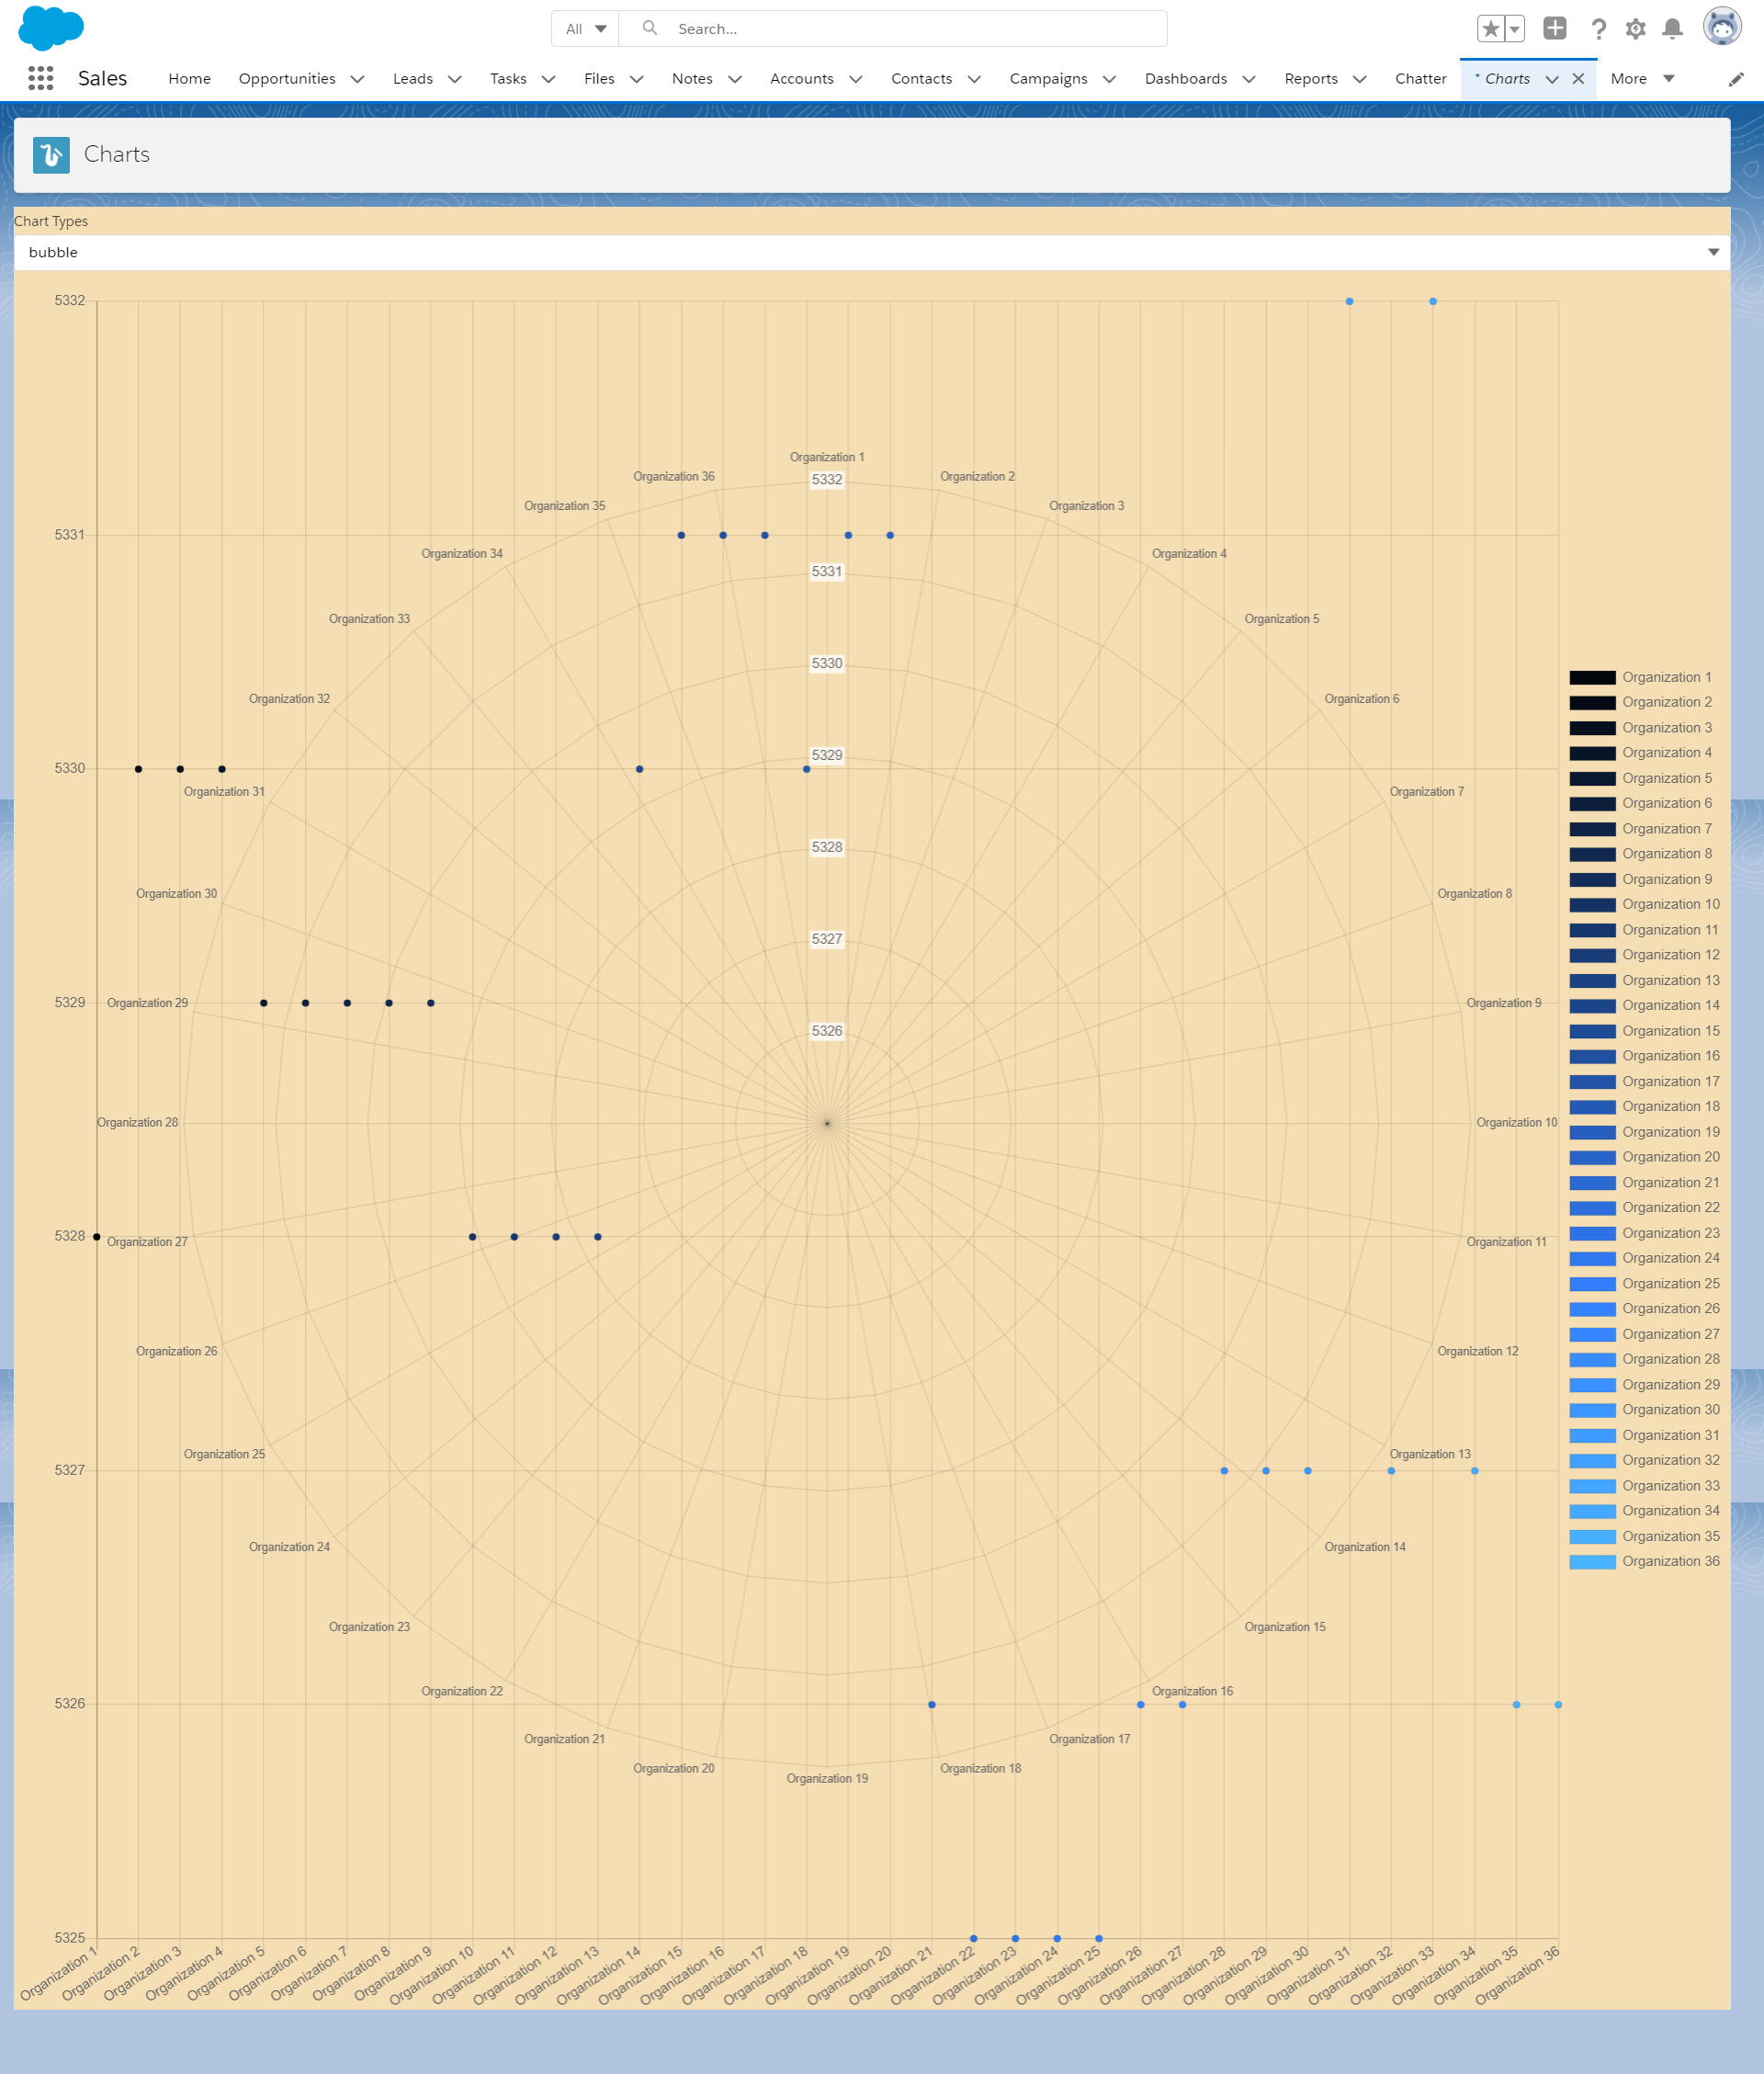 All Search...
Sales Home Opportunities Leads Tasks Files Notes Accounts Contacts Campaigns Dashboards Reports Chatter * Charts More
Charts
Chart Types
bubble
5332
5331
5330
5329
5328
5327
5326
5325
Organization 1
Organization 2
Organization 3
Organization 4
Organization 5
Organization 6
Organization 7
Organization 8
Organization 9
Organization 10
Organization 11
Organization 12
Organization 13
Organization 14
Organization 15
Organization 16
Organization 17
Organization 18
Organization 19
Organization 20
Organization 21
Organization 22
Organization 23
Organization 24
Organization 25
Organization 26
Organization 27
Organization 28
Organization 29
Organization 30
Organization 31
Organization 32
Organization 33
Organization 34
Organization 35
Organization 36
5332
5331
5330
5329
5328
5327
5326
Organization 1
Organization 2
Organization 3
Organization 4
Organization 5
Organization 6
Organization 7
Organization 8
Organization 9
Organization 10
Organization 11
Organization 12
Organization 13
Organization 14
Organization 15
Organization 16
Organization 17
Organization 18
Organization 19
Organization 20
Organization 21
Organization 22
Organization 23
Organization 24
Organization 25
Organization 26
Organization 27
Organization 28
Organization 29
Organization 30
Organization 31
Organization 32
Organization 33
Organization 34
Organization 35
Organization 36
Organization 1
Organization 2
Organization 3
Organization 4
Organization 5
Organization 6
Organization 7
Organization 8
Organization 9
Organization 10
Organization 11
Organization 12
Organization 13
Organization 14
Organization 15
Organization 16
Organization 17
Organization 18
Organization 19
Organization 20
Organization 21
Organization 22
Organization 23
Organization 24
Organization 25
Organization 26
Organization 27
Organization 28
Organization 29
Organization 30
Organization 31
Organization 32
Organization 33
Organization 34
Organization 35
Organization 36